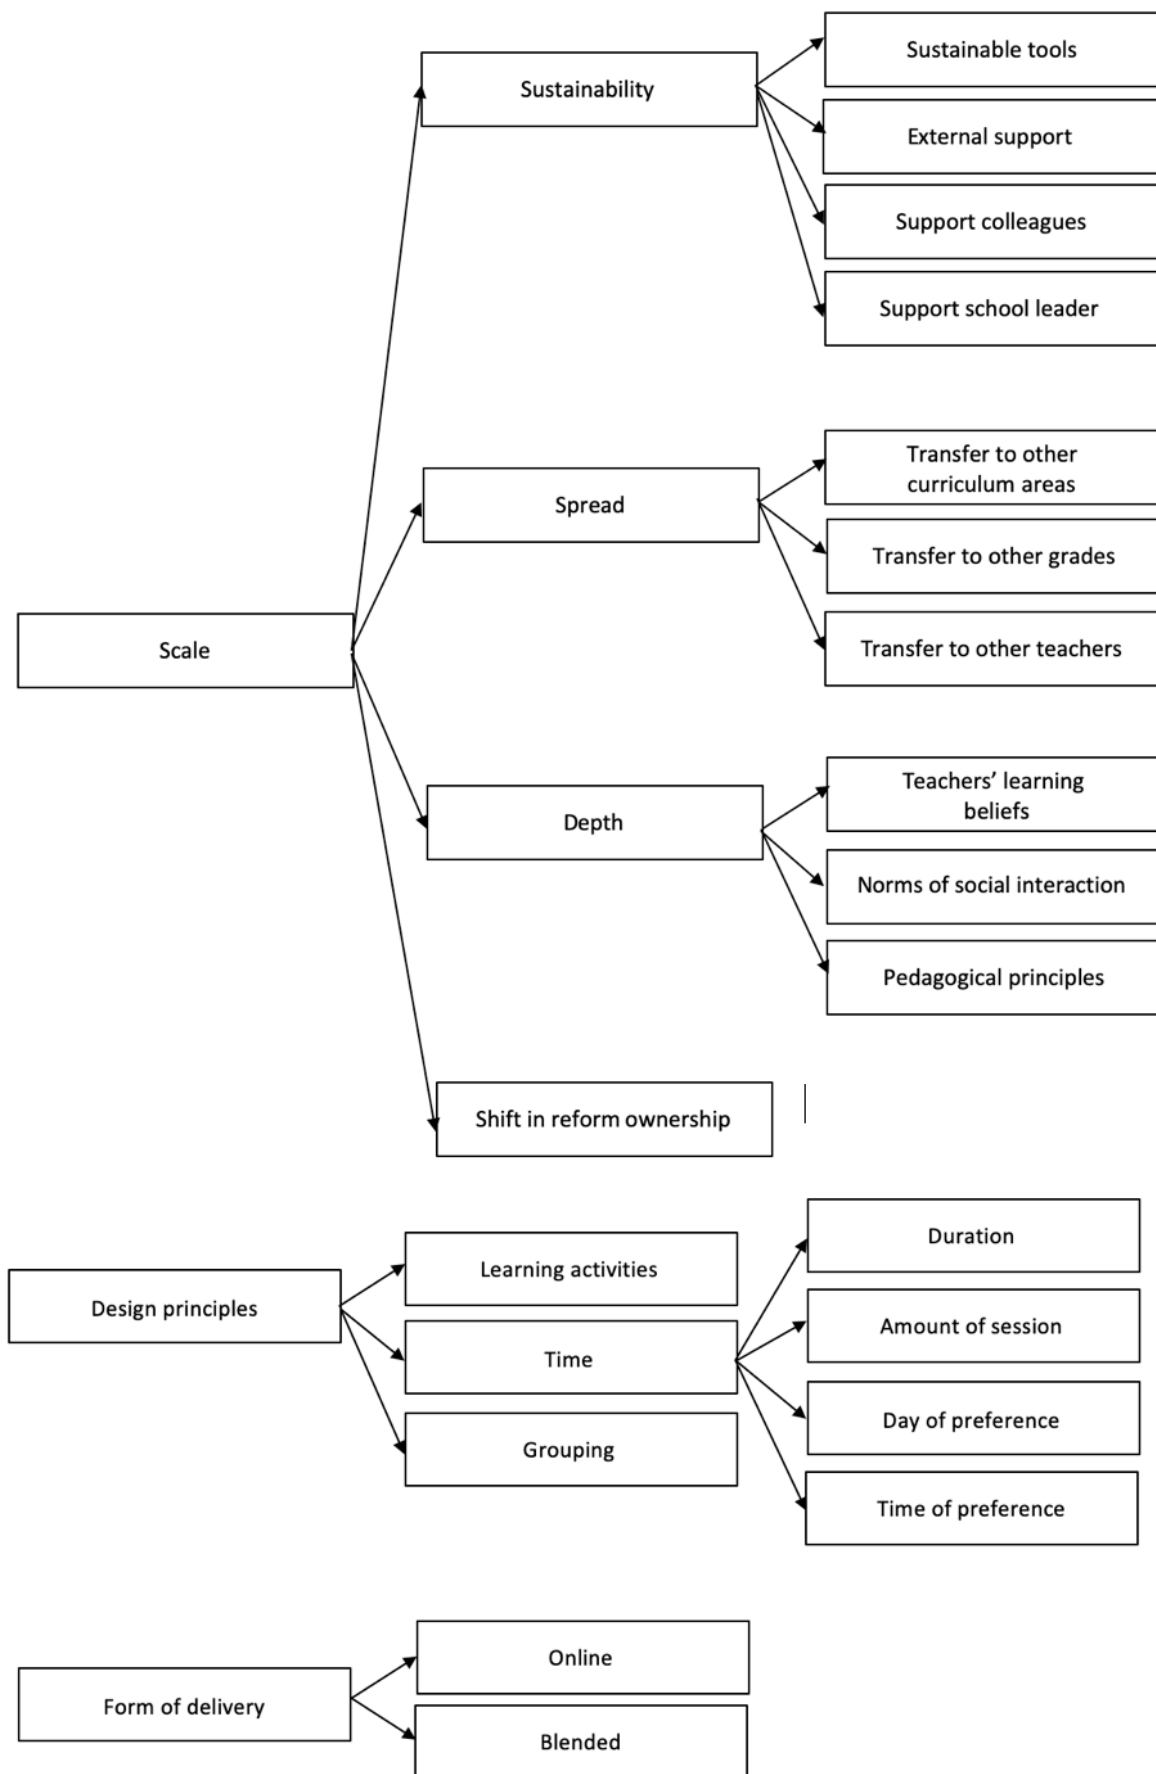 Sustainable tools
Sustainability
External support
Support colleagues
Support school leader
Transfer to other
curriculum areas
Spread
Transfer to other grades
Scale
Transfer to other teachers
Teachers’ learning
beliefs
Depth
Norms of social interaction
Pedagogical principles
Shift in reform ownership
Duration
Learning activities
Design principles
Amount of session
Time
Day of preference
Grouping
Time of preference
Online
Form of delivery
Blended